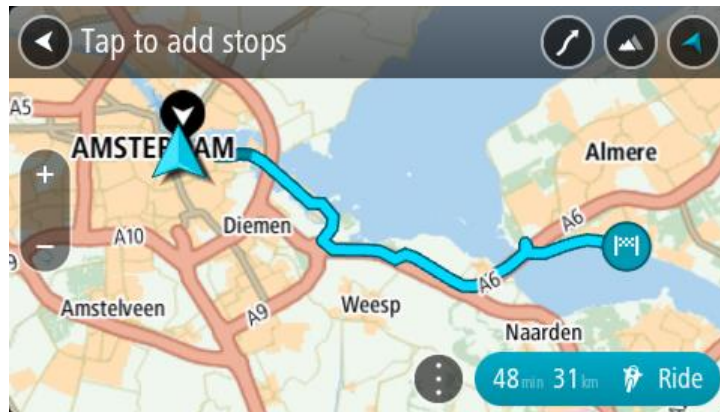 Tap to add stops
A5
AMSTERDAM
Almere
A10
Diemen
A6
A6
Amstelveen
A9
Weesp
Naarden
48 min 31 km Ride